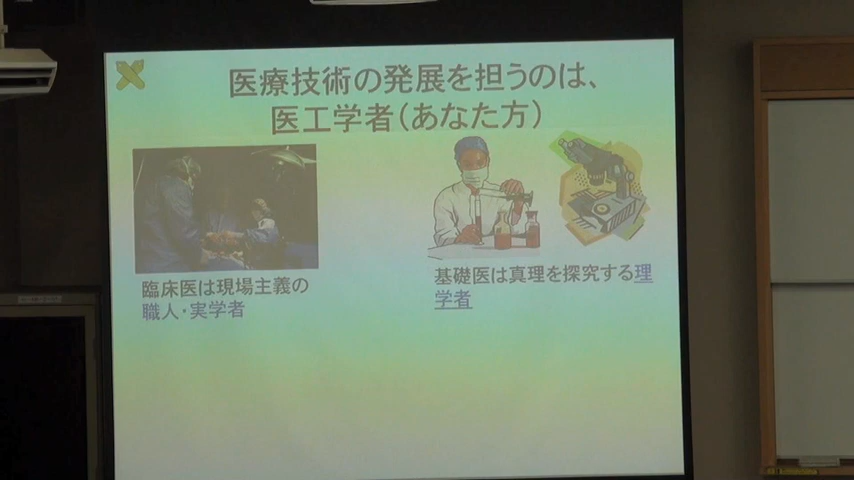 医療技術の発展を担うのは、
医工学者(あなた方)
臨床医は現場主義の
職人・実学者
基礎医は真理を探究する理
学者